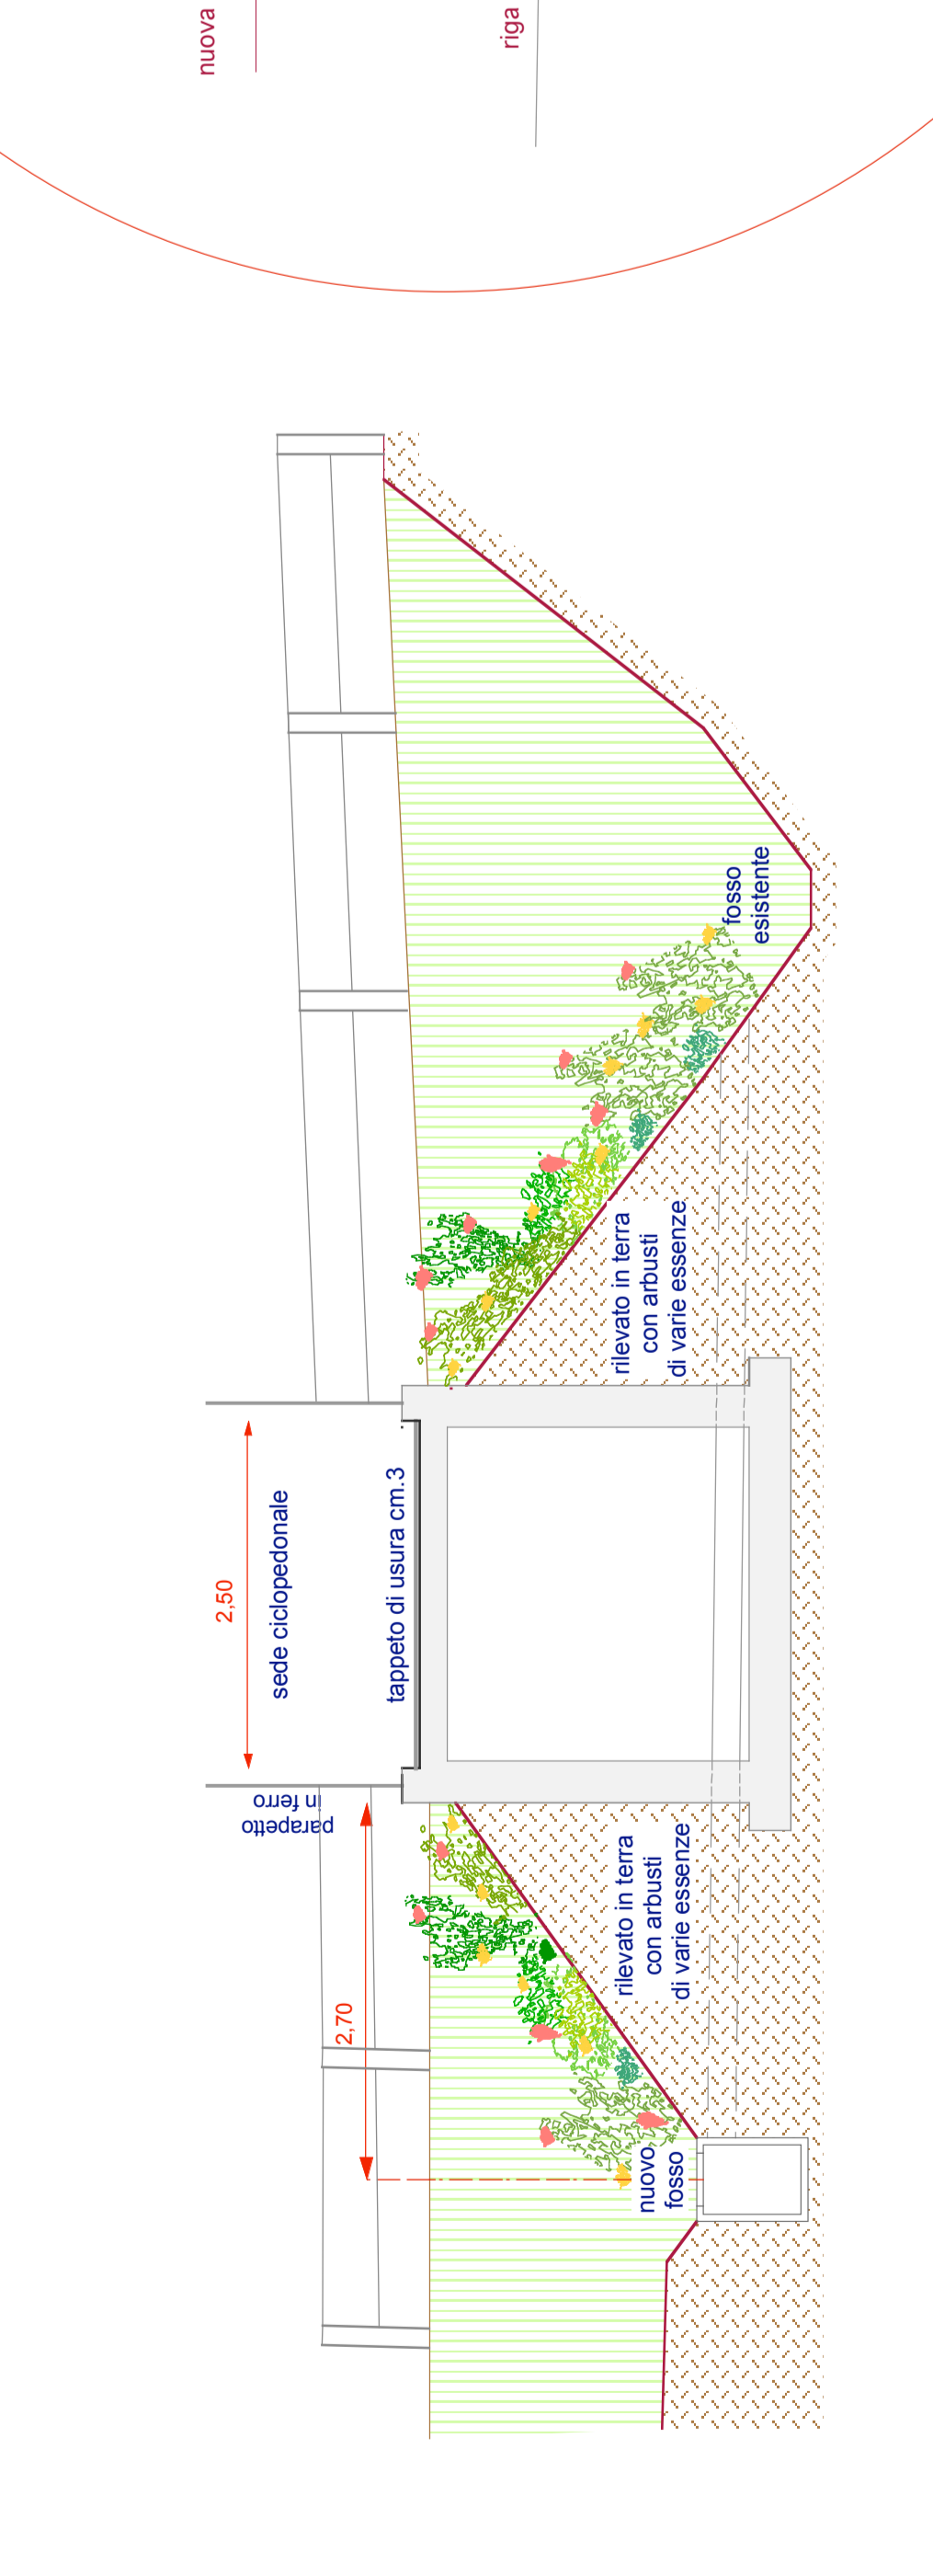 nuova
riga
2,50
sede ciclopedonale
tappeto di usura cm.3
parapetto
in ferro
2,70
rilevato in terra
con arbusti
di varie essenze
nuovo
fosso
rilevato in terra
con arbusti
di varie essenze
fosso
esistente